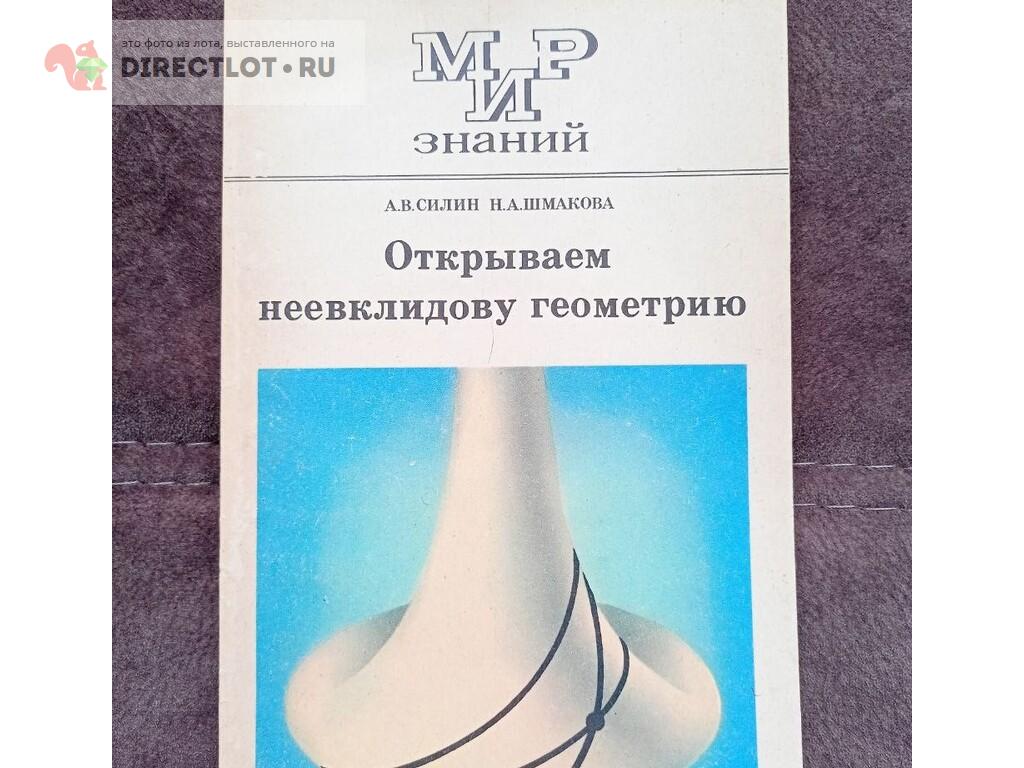 это фото из лота, выставленного на
DIRECTLOT•RU
МИР
знаний
А.В.СИЛИН Н.А.ШМАКОВА
Открываем
неевклидову геометрию